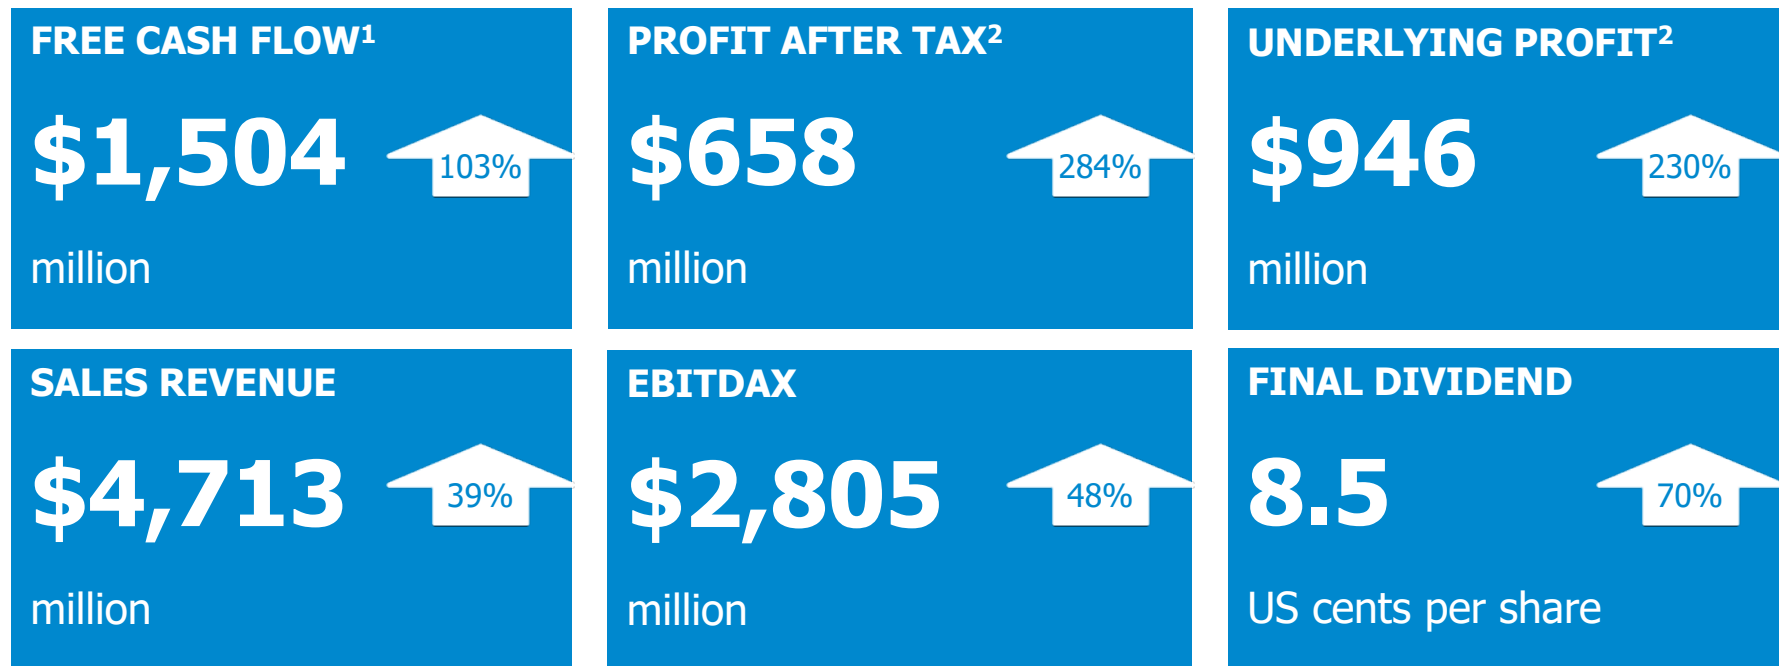 FREE CASH FLOW¹
$1,504
103%
million
PROFIT AFTER TAX²
$658
284%
million
UNDERLYING PROFIT²
$946
230%
million
SALES REVENUE
$4,713
39%
million
EBITDAX
$2,805
48%
million
FINAL DIVIDEND
8.5
70%
US cents per share